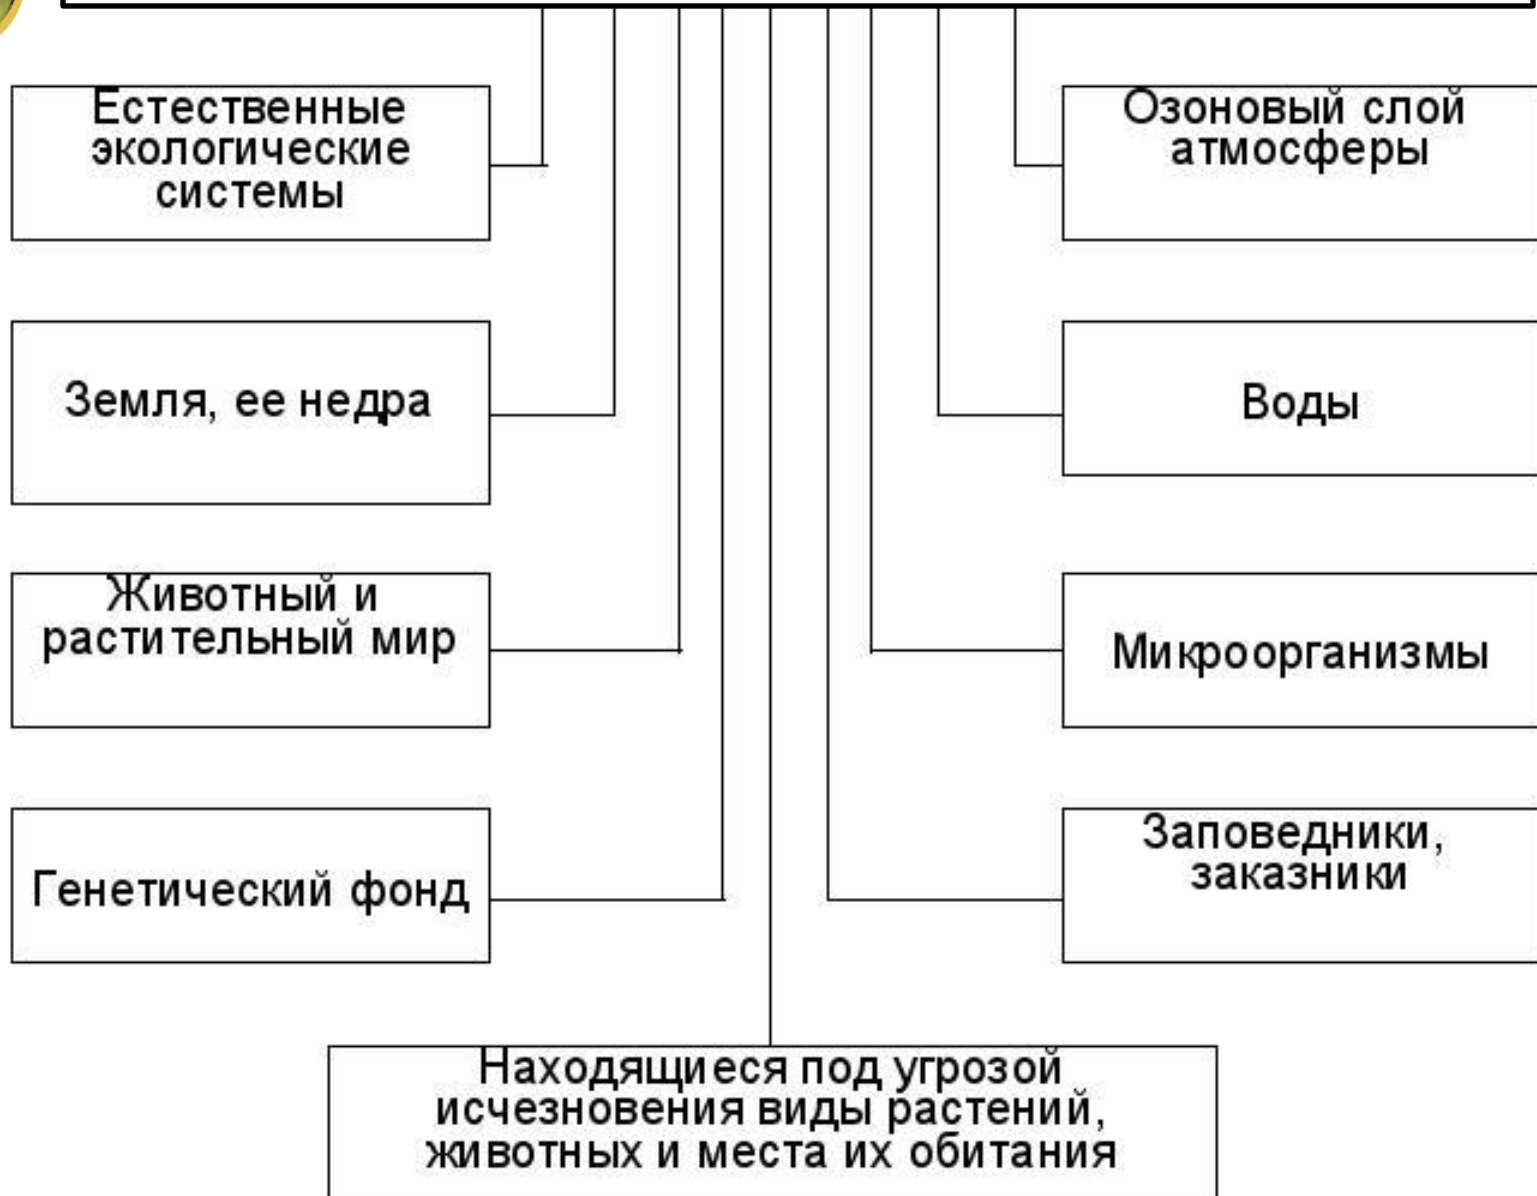 Естественные
экологические
системы
Озоновый слой
атмосферы
Земля, ее недра
Воды
Животный и
растительный мир
Микроорганизмы
Генетический фонд
Заповедники,
заказники
Находящиеся под угрозой
исчезновения виды растений,
животных и места их обитания